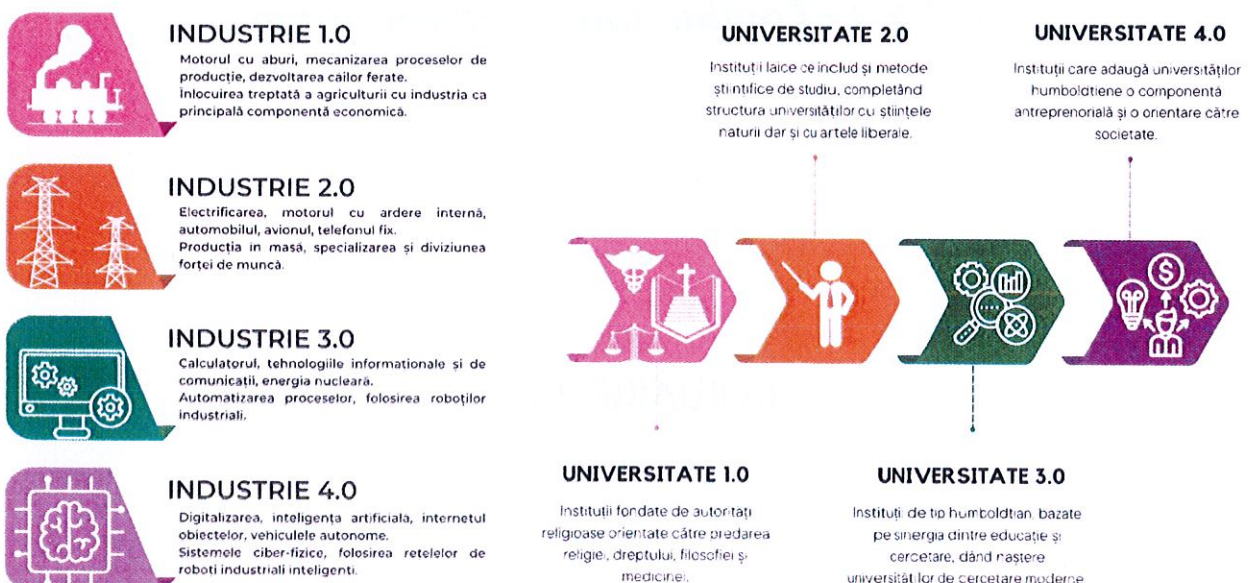 INDUSTRIE 1.0
Motorul cu aburi, mecanizarea proceselor de
producție, dezvoltarea căilor ferate.
Înlocuirea treptată a agriculturii cu industria ca
principală componentă economică.
INDUSTRIE 2.0
Electrificarea, motorul cu ardere internă,
automobilul, avionul, telefonul fix.
Producția in masă, specializarea și diviziunea
forței de muncă.
INDUSTRIE 3.0
Calculatorul, tehnologiile informaționale și de
comunicații, energia nucleară.
Automatizarea proceselor, folosirea roboților
industriali.
INDUSTRIE 4.0
Digitalizarea, inteligența artificială, internetul
obiectelor, vehiculele autonome.
Sistemele ciber-fizice, folosirea rețelelor de
roboți industriali inteligenți.
UNIVERSITATE 2.0
Instituții laice ce includ și metode
științifice de studiu, completând
structura universităților cu științele
naturii dar și cu artele liberale.
UNIVERSITATE 4.0
Instituții care adaugă universităților
humboldtiene o componentă
antreprenorială și o orientare către
societate.
$
UNIVERSITATE 1.0
Instituții fondate de autorități
religioase orientate către predarea
religiei, dreptului, filosofiei și
medicinei.
UNIVERSITATE 3.0
Instituții de tip humboldtian, bazate
pe sinergia dintre educație și
cercetare, dând naștere
universităților de cercetare moderne